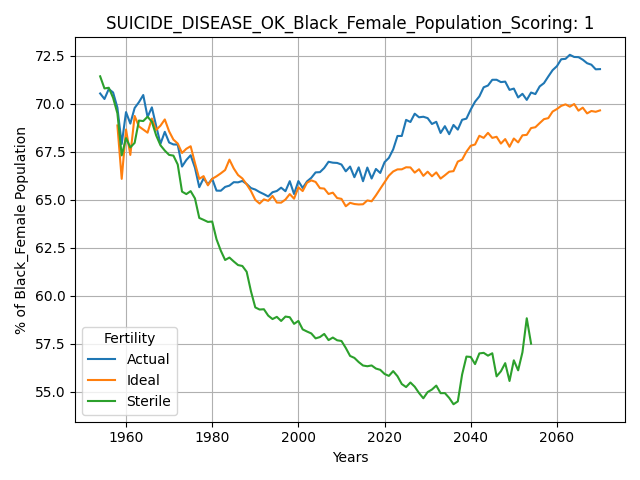 SUICIDE_DISEASE_OK_Black_Female_Population_Scoring: 1
% of Black_Female Population
72.5
70.0
67.5
65.0
62.5
60.0
57.5
55.0
Fertility
Actual
Ideal
Sterile
1960 1980 2000 2020 2040 2060
Years